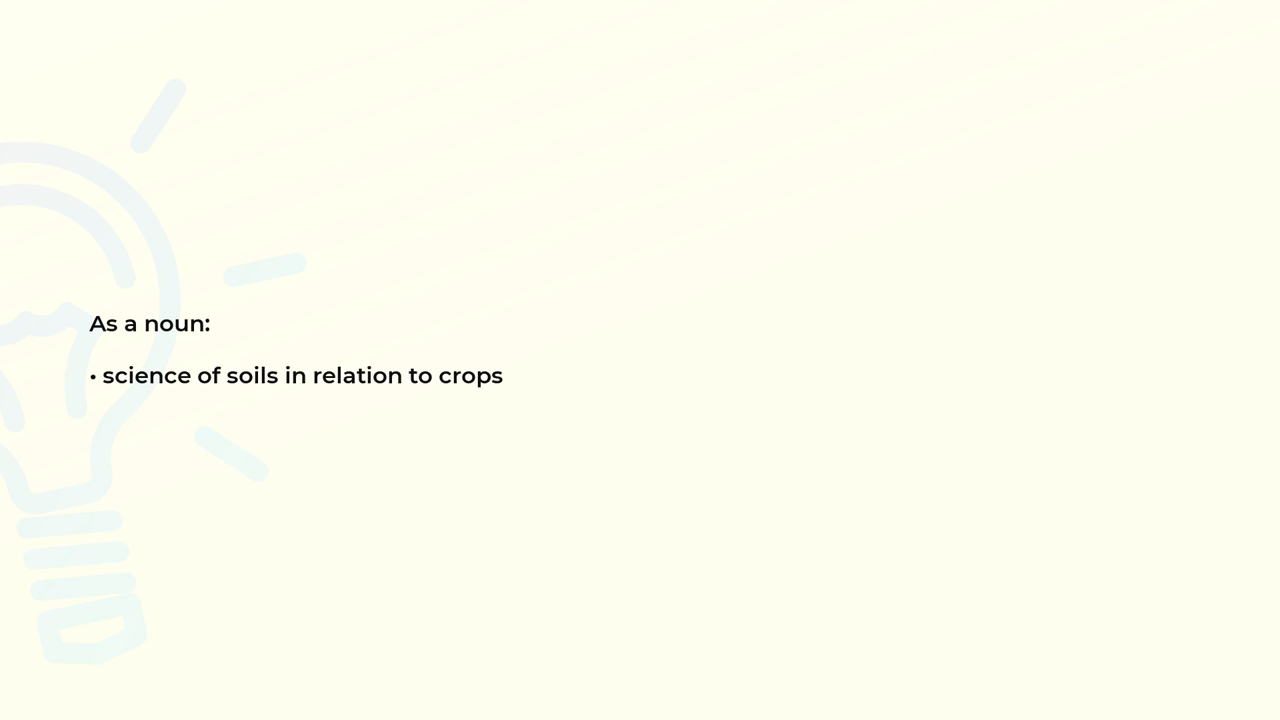 As a noun:
• science of soils in relation to crops